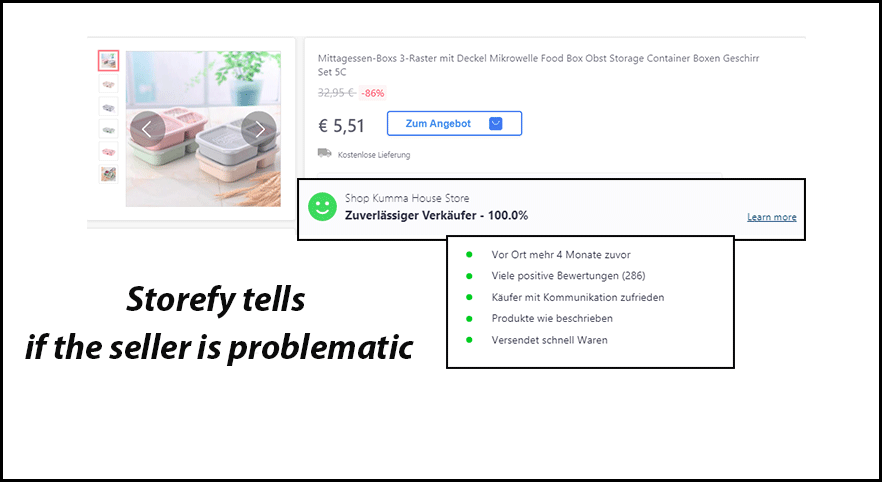 Mittagessen-Boxs 3-Raster mit Deckel Mikrowelle Food Box Obst Storage Container Boxen Geschirr
Set 5C
32,95 € -86%
€ 5,51 Zum Angebot
Kostenlose Lieferung
Shop Kumma House Store
Zuverlässiger Verkäufer - 100.0%
Learn more
Vor Ort mehr 4 Monate zuvor
Viele positive Bewertungen (286)
Käufer mit Kommunikation zufrieden
Produkte wie beschrieben
Versendet schnell Waren
Storefy tells
if the seller is problematic